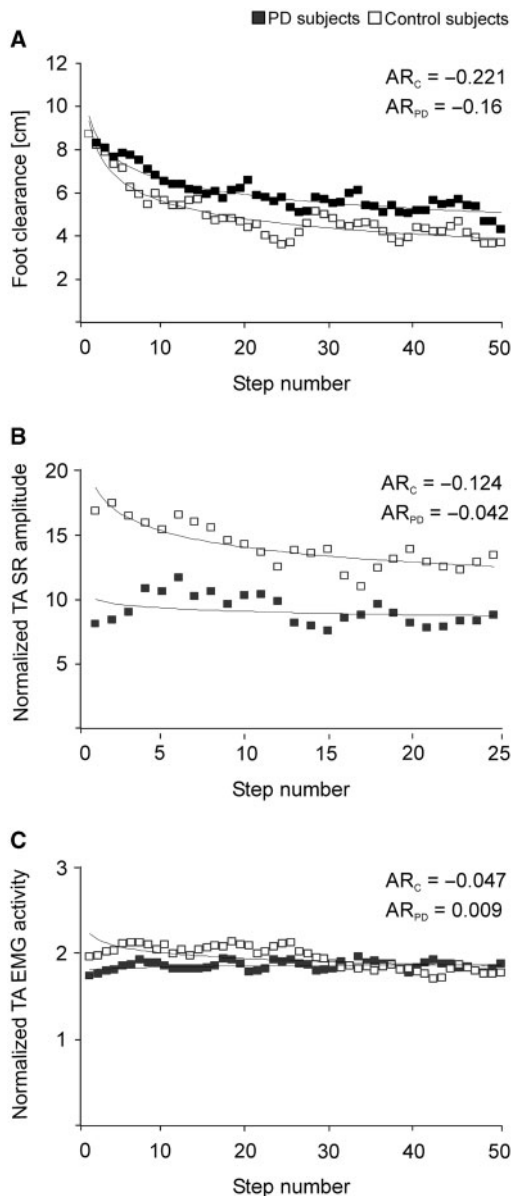 PD subjects Control subjects
A
AR_C = −0.221
AR_PD = −0.16
Foot clearance [cm]
12
10
8
6
4
2
0 10 20 30 40 50
Step number
B
AR_C = −0.124
AR_PD = −0.042
Normalized TA SR amplitude
20
15
10
5
0 5 10 15 20 25
Step number
C
AR_C = −0.047
AR_PD = 0.009
Normalized TA EMG activity
3
2
1
0 10 20 30 40 50
Step number